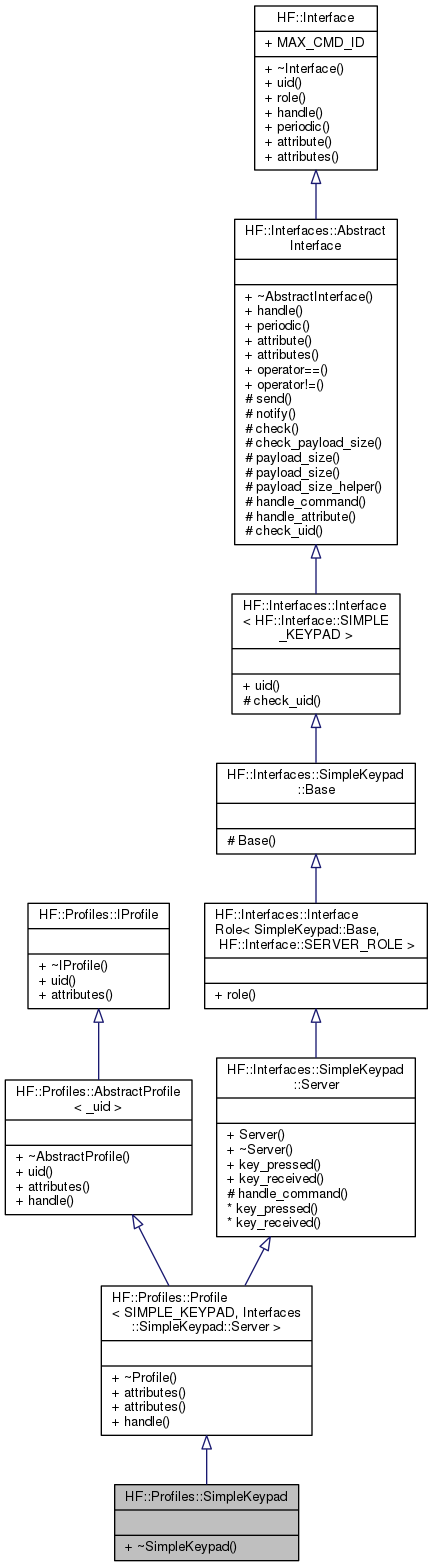 HF::Interface
+ MAX_CMD_ID
+ ~Interface()
+ uid()
+ role()
+ handle()
+ periodic()
+ attribute()
+ attributes()
HF::Interfaces::Abstract
Interface
+ ~AbstractInterface()
+ handle()
+ periodic()
+ attribute()
+ attributes()
+ operator==()
+ operator!=()
# send()
# notify()
# check()
# check_payload_size()
# payload_size()
# payload_size()
# payload_size_helper()
# handle_command()
# handle_attribute()
# check_uid()
HF::Interfaces::Interface
< HF::Interface::SIMPLE
_KEYPAD >
+ uid()
# check_uid()
HF::Interfaces::SimpleKeypad
::Base
# Base()
HF::Profiles::IProfile
+ ~IProfile()
+ uid()
+ attributes()
HF::Interfaces::Interface
Role< SimpleKeypad::Base,
HF::Interface::SERVER_ROLE >
+ role()
HF::Profiles::AbstractProfile
< _uid >
+ ~AbstractProfile()
+ uid()
+ attributes()
+ handle()
HF::Interfaces::SimpleKeypad
::Server
+ Server()
+ ~Server()
+ key_pressed()
+ key_received()
# handle_command()
* key_pressed()
* key_received()
HF::Profiles::Profile
< SIMPLE_KEYPAD, Interfaces
::SimpleKeypad::Server >
+ ~Profile()
+ attributes()
+ attributes()
+ handle()
HF::Profiles::SimpleKeypad
+ ~SimpleKeypad()